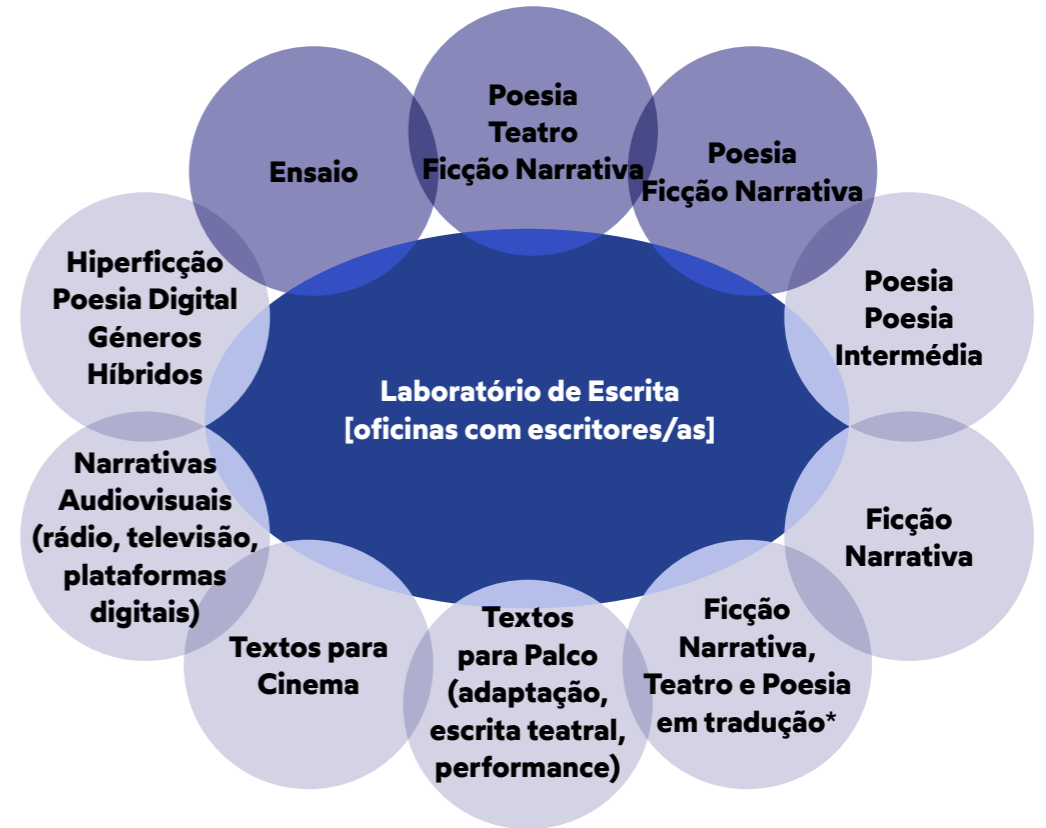 Poesia
Teatro
Ficção Narrativa
Ensaio
Poesia
Ficção Narrativa
Hiperficção
Poesia Digital
Géneros
Híbridos
Poesia
Poesia
Intermédia
Laboratório de Escrita
[oficinas com escritores/as]
Narrativas
Audiovisuais
(rádio, televisão,
plataformas
digitais)
Ficção
Narrativa
Textos para
Cinema
Textos
para Palco
(adaptação,
escrita teatral,
performance)
Ficção
Narrativa,
Teatro e Poesia
em tradução*